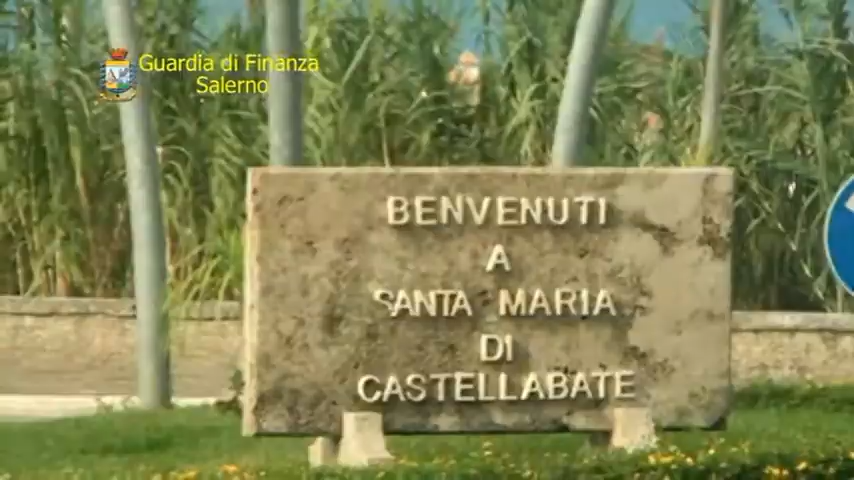 Guardia di Finanza
Salerno
BENVENUTI
A
SANTA MARIA
DI
CASTELLABATE